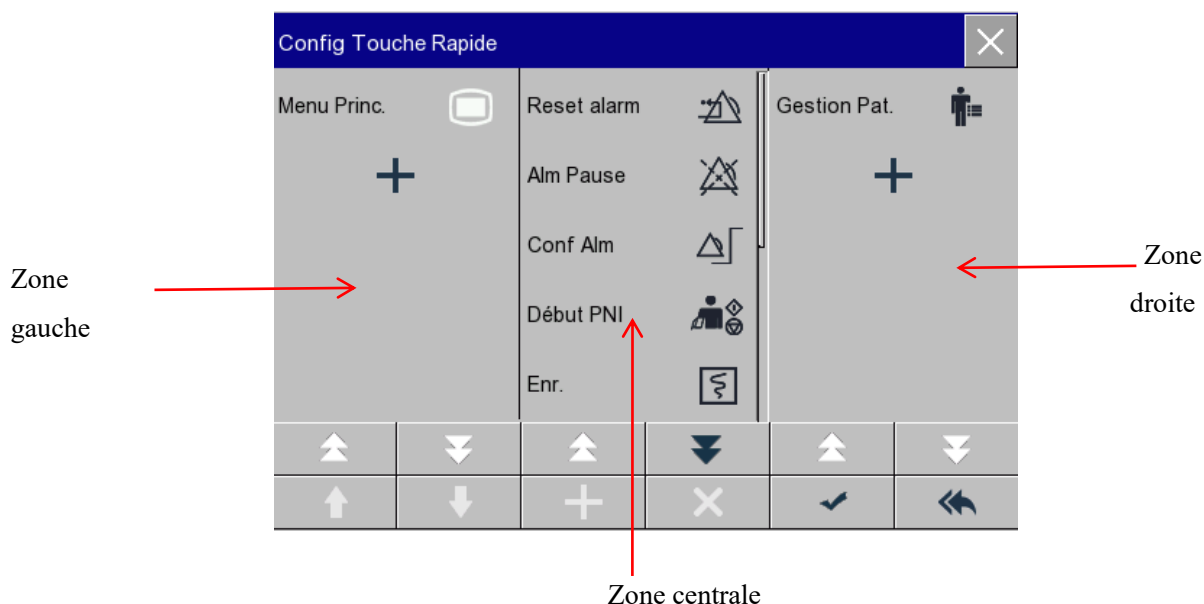 Config Touche Rapide
Menu Princ.
Reset alarm
Gestion Pat.
Alm Pause
Conf Alm
Début PNI
Enr.
Zone
gauche
Zone
droite
Zone centrale